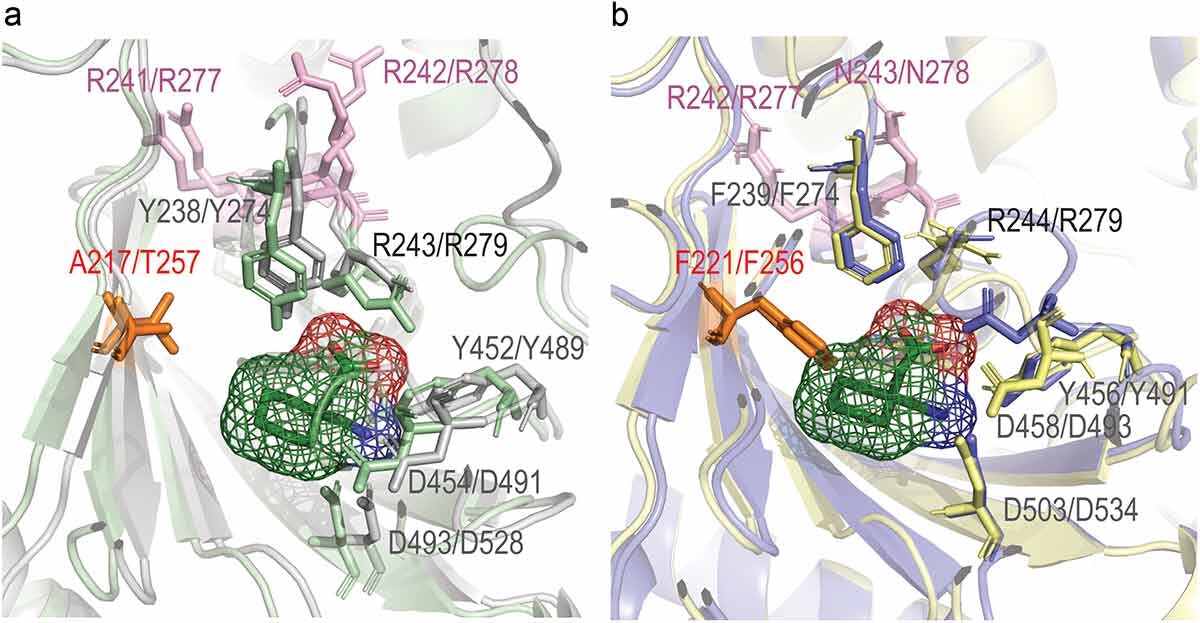 a
R241/R277
R242/R278
Y238/Y274
R243/R279
A217/T257
Y452/Y489
D454/D491
D493/D528
b
N243/N278
R242/R277
F239/F274
R244/R279
F221/F256
Y456/Y491
D458/D493
D503/D534